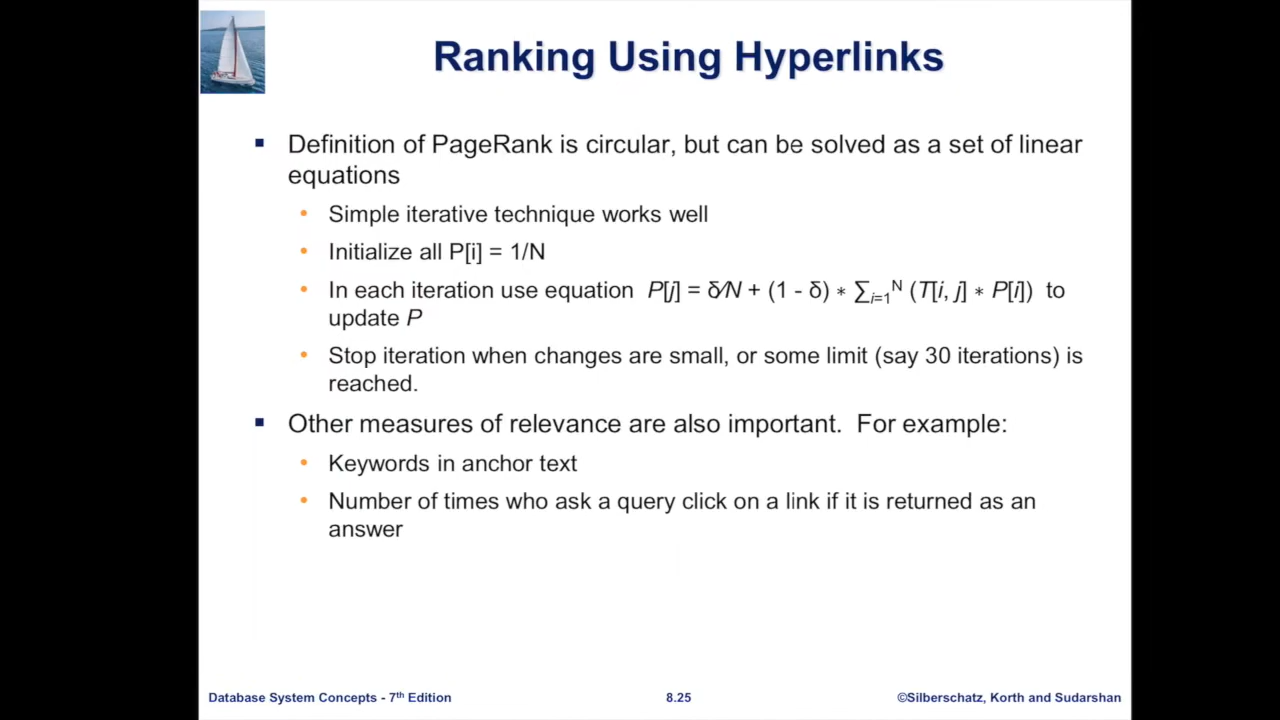 Ranking Using Hyperlinks
▪ Definition of PageRank is circular, but can be solved as a set of linear
equations
• Simple iterative technique works well
• Initialize all P[i] = 1/N
• In each iteration use equation P[j] = δ⁄N + (1 - δ) ∗ ∑i=1N (T[i, j] ∗ P[i]) to
update P
• Stop iteration when changes are small, or some limit (say 30 iterations) is
reached.
▪ Other measures of relevance are also important. For example:
• Keywords in anchor text
• Number of times who ask a query click on a link if it is returned as an
answer
Database System Concepts - 7th Edition
8.25
©Silberschatz, Korth and Sudarshan